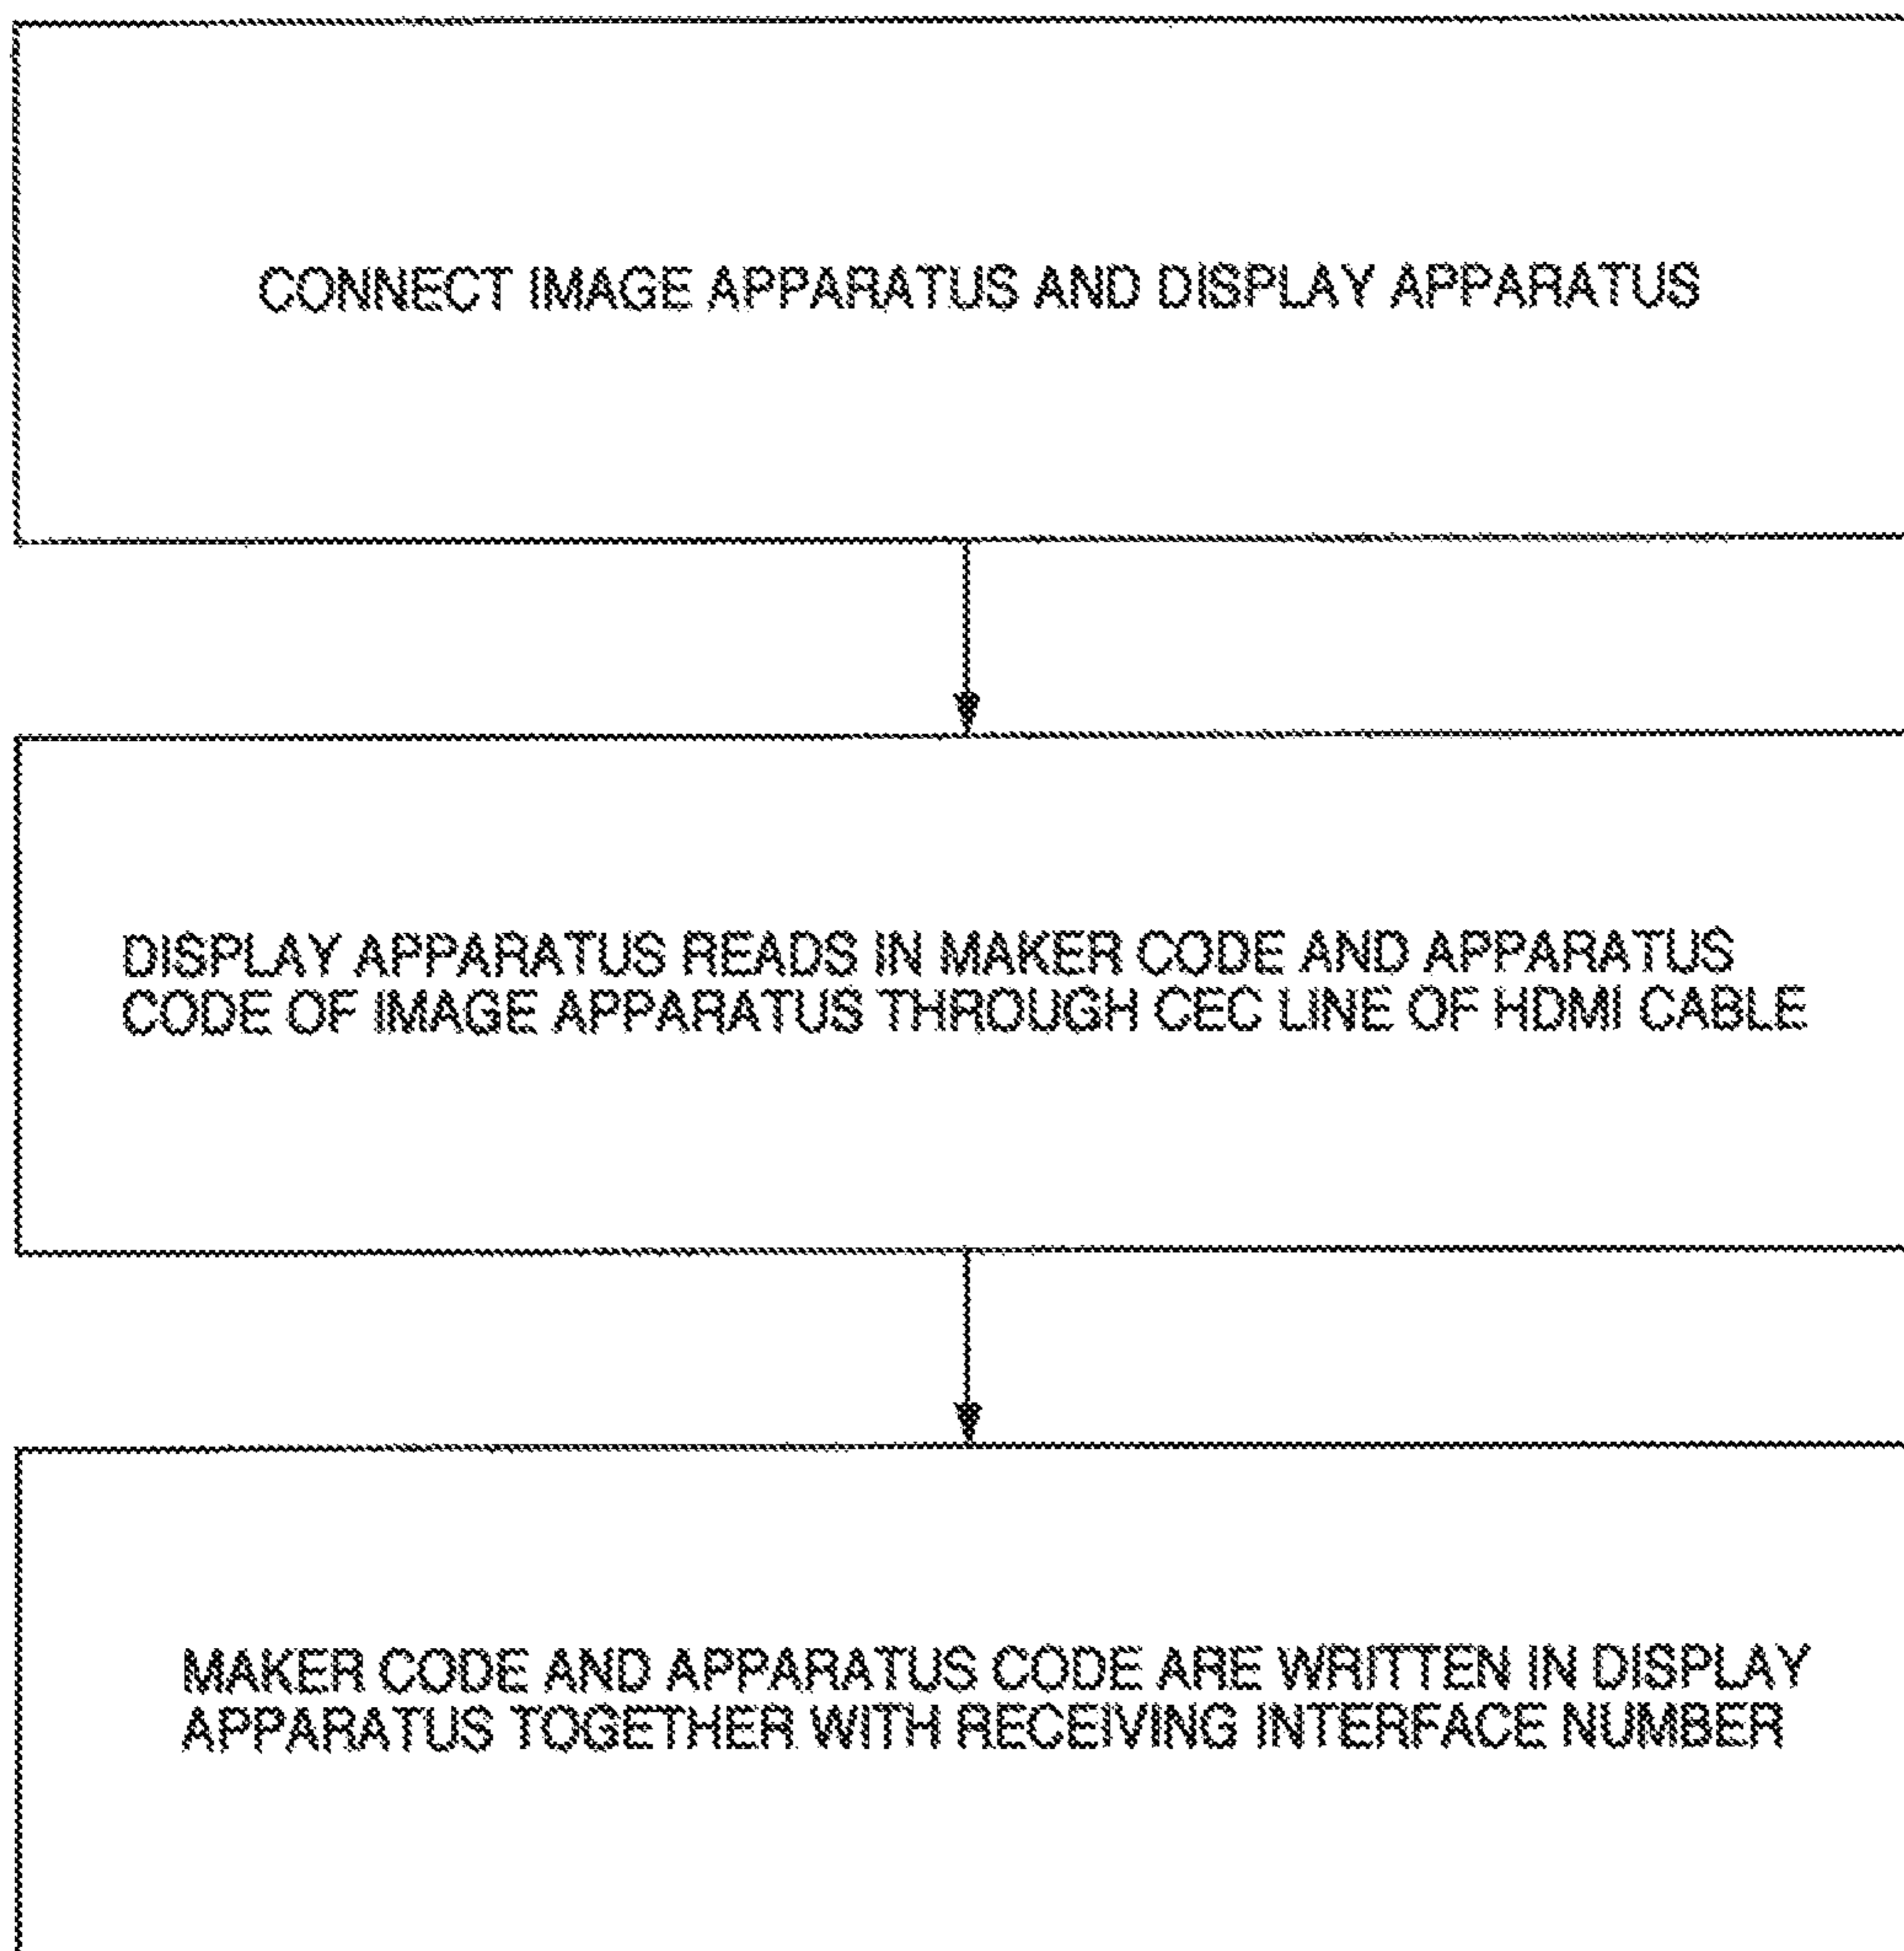 CONNECT IMAGE APPARATUS AND DISPLAY APPARATUS
DISPLAY APPARATUS READS IN MAKER CODE AND APPARATUS
CODE OF IMAGE APPARATUS THROUGH CEC LINE OF HDMI CABLE
MAKER CODE AND APPARATUS CODE ARE WRITTEN IN DISPLAY
APPARATUS TOGETHER WITH RECEIVING INTERFACE NUMBER